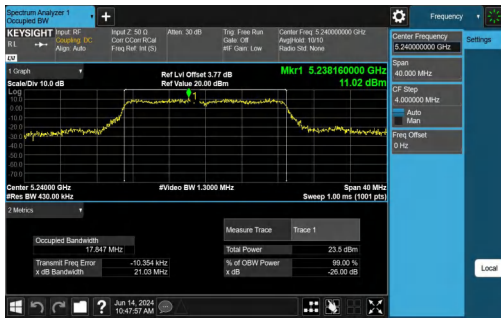 Spectrum Analyzer 1
Occupied BW
+
Frequency
KEYSIGHT Input: RF Input Z: 50 Ω Atten: 30 dB Trig: Free Run Center Freq: 5.240000000 GHz
RL Coupling: DC Corr CCorr RCal Gate: Off Avg|Hold: 10/10
Align: Auto Freq Ref: Int (S) #IF Gain: Low Radio Std: None
Center Frequency
5.240000000 GHz
Settings
Span
40.000 MHz
CF Step
4.000000 MHz
Auto
Man
Freq Offset
0 Hz
Local
1 Graph Ref Lvl Offset 3.77 dB Mkr1 5.238160000 GHz
Scale/Div 10.0 dB Ref Value 20.00 dBm 11.02 dBm
Log
10.0
0.00
-10.0
-20.0
-30.0
-40.0
-50.0
-60.0
-70.0
1
Center 5.24000 GHz #Video BW 1.3000 MHz Span 40 MHz
#Res BW 430.00 kHz Sweep 1.00 ms (1001 pts)
2 Metrics
Measure Trace Trace 1
Occupied Bandwidth
17.847 MHz Total Power 23.5 dBm
Transmit Freq Error -10.354 kHz % of OBW Power 99.00 %
x dB Bandwidth 21.03 MHz x dB -26.00 dB
? Jun 14, 2024
10:47:57 AM